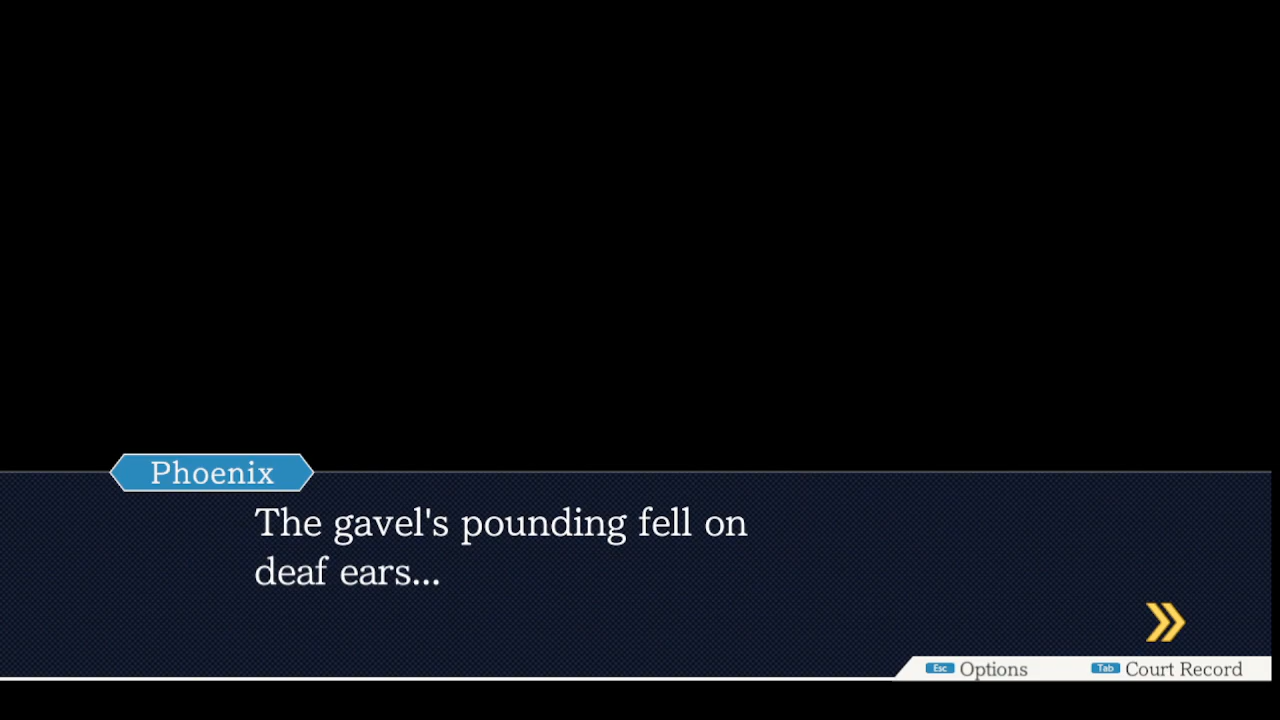 Phoenix
The gavel's pounding fell on
deaf ears...
Esc Options Tab Court Record